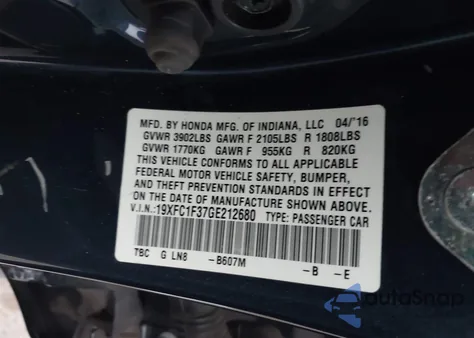 MFD. BY HONDA MFG. OF INDIANA, LLC 04/'16
GVWR 3902LBS GAWR F 2105LBS R 1808LBS
GVWR 1770KG GAWR F 955KG R 820KG
THIS VEHICLE CONFORMS TO ALL APPLICABLE
FEDERAL MOTOR VEHICLE SAFETY, BUMPER,
AND THEFT PREVENTION STANDARDS IN EFFECT
ON THE DATE OF MANUFACTURE SHOWN ABOVE.
V.I.N.: 19XFC1F37GE212680 TYPE: PASSENGER CAR
TBC G LN8 -B607M -B -E
autoSnap